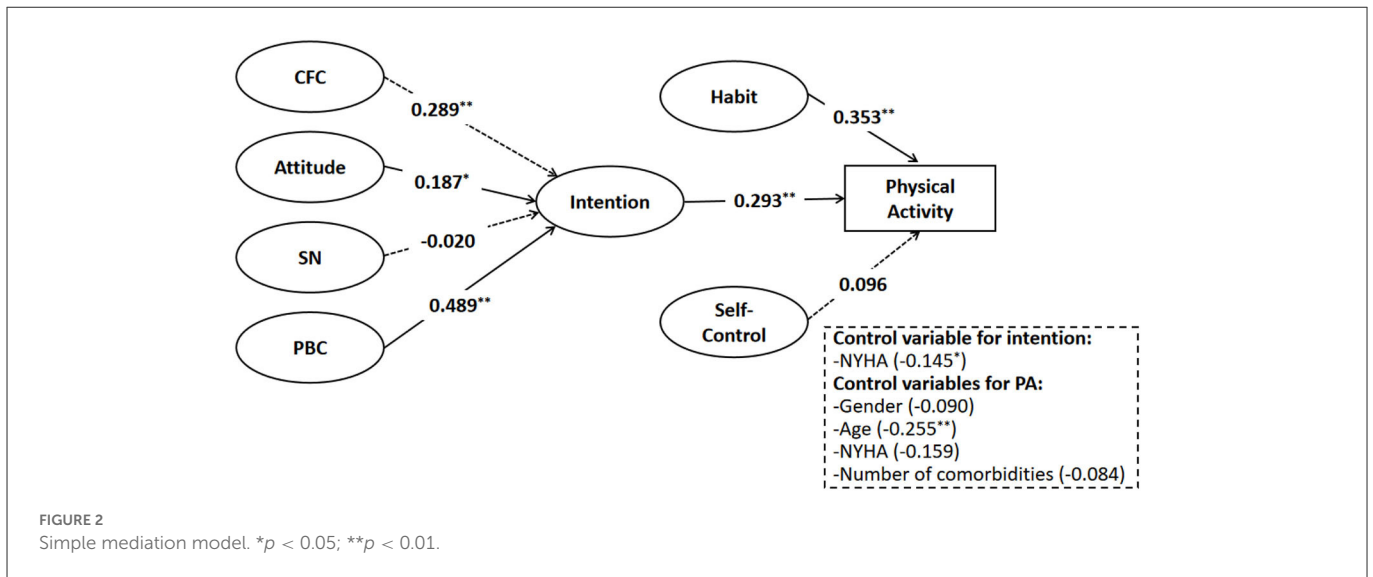 CFC
0.289**
Attitude
0.187*
SN
-0.020
PBC
0.489**
Intention
0.293**
Habit
0.353**
Physical
Activity
Self-
Control
0.096
Control variable for intention:
-NYHA (-0.145*)
Control variables for PA:
-Gender (-0.090)
-Age (-0.255**)
-NYHA (-0.159)
-Number of comorbidities (-0.084)
FIGURE 2
Simple mediation model. *p < 0.05; **p < 0.01.